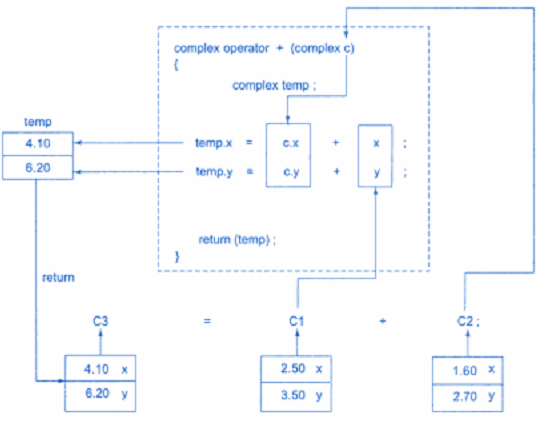 complex operator + (complex c)
{
complex temp ;
temp
4.10
6.20
temp.x = c.x + x ;
temp.y = c.y + y ;
return (temp) ;
}
return
C3 = C1 + C2 ;
4.10 x
6.20 y
2.50 x
3.50 y
1.60 x
2.70 y